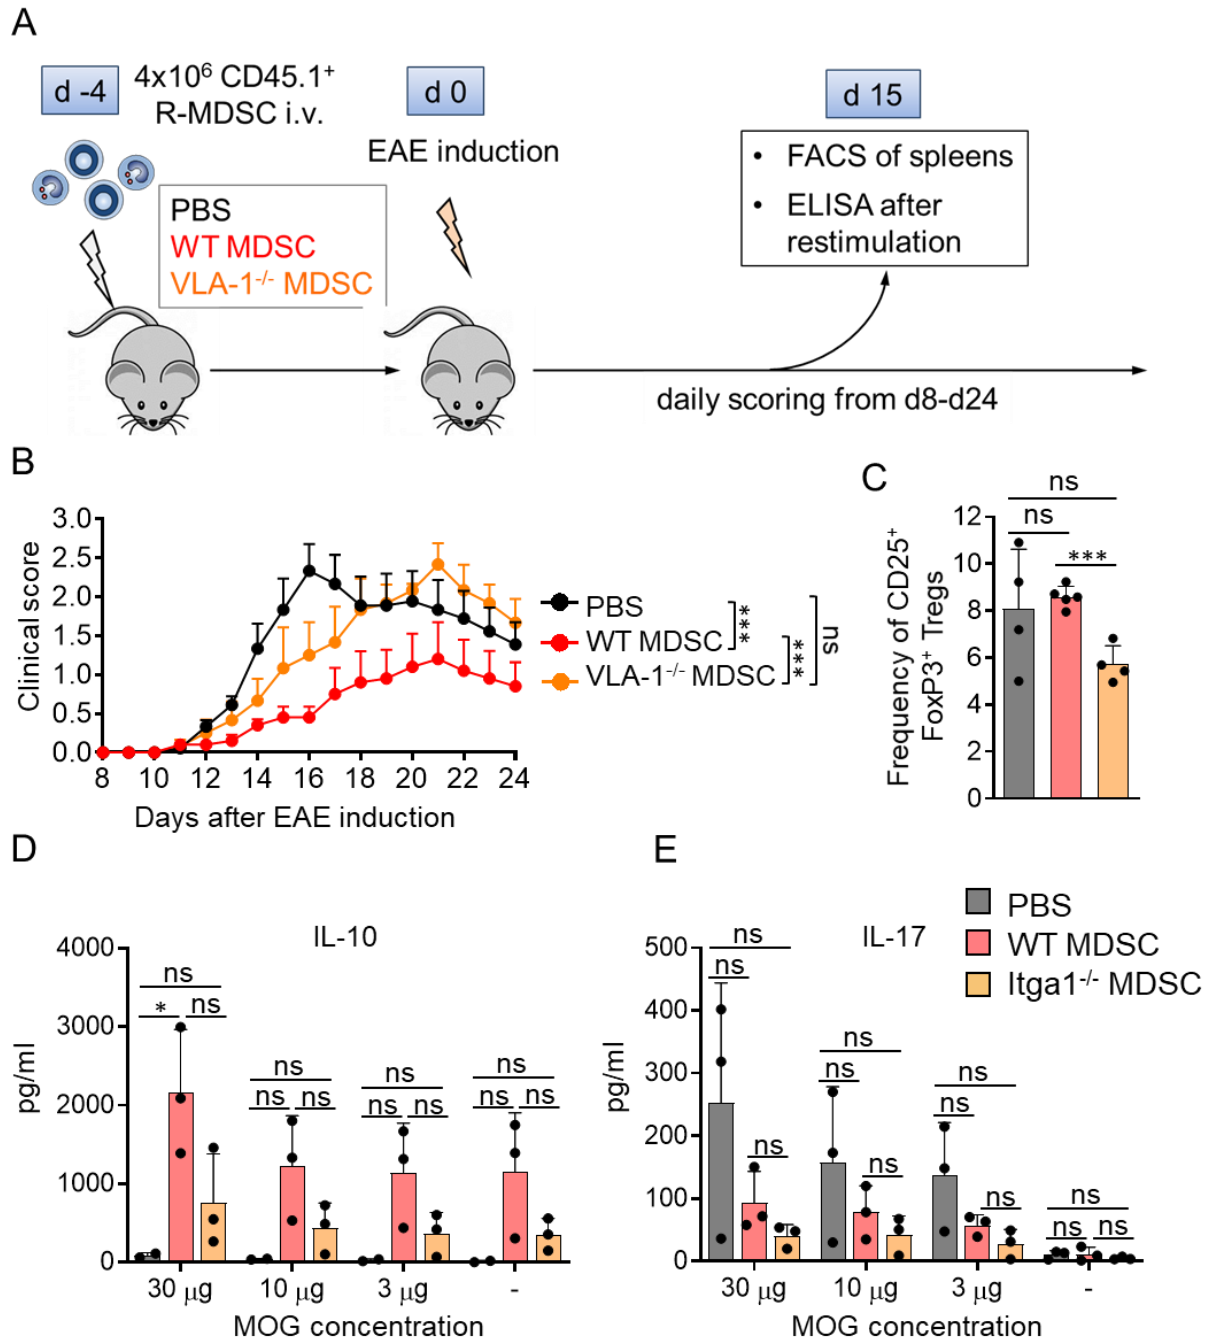 A
d -4
4x10⁶ CD45.1⁺
R-MDSC i.v.
d 0
EAE induction
d 15
• FACS of spleens
• ELISA after
restimulation
PBS
WT MDSC
VLA-1⁻/⁻ MDSC
daily scoring from d8-d24
B
Clinical score
3.0
2.5
2.0
1.5
1.0
0.5
0.0
8 10 12 14 16 18 20 22 24
Days after EAE induction
PBS
WT MDSC
VLA-1⁻/⁻ MDSC
***
***
ns
C
Frequency of CD25⁺
FoxP3⁺ Tregs
12
10
8
6
4
2
0
ns
ns
***
D
IL-10
pg/ml
4000
3000
2000
1000
0
ns
* ns
ns
ns ns
ns
ns ns
ns
ns ns
30 µg 10 µg 3 µg -
MOG concentration
E
IL-17
pg/ml
500
400
300
200
100
0
ns
ns
ns
ns
ns
ns
ns
ns
ns
ns
ns ns
30 µg 10 µg 3 µg -
MOG concentration
PBS
WT MDSC
Itga1⁻/⁻ MDSC